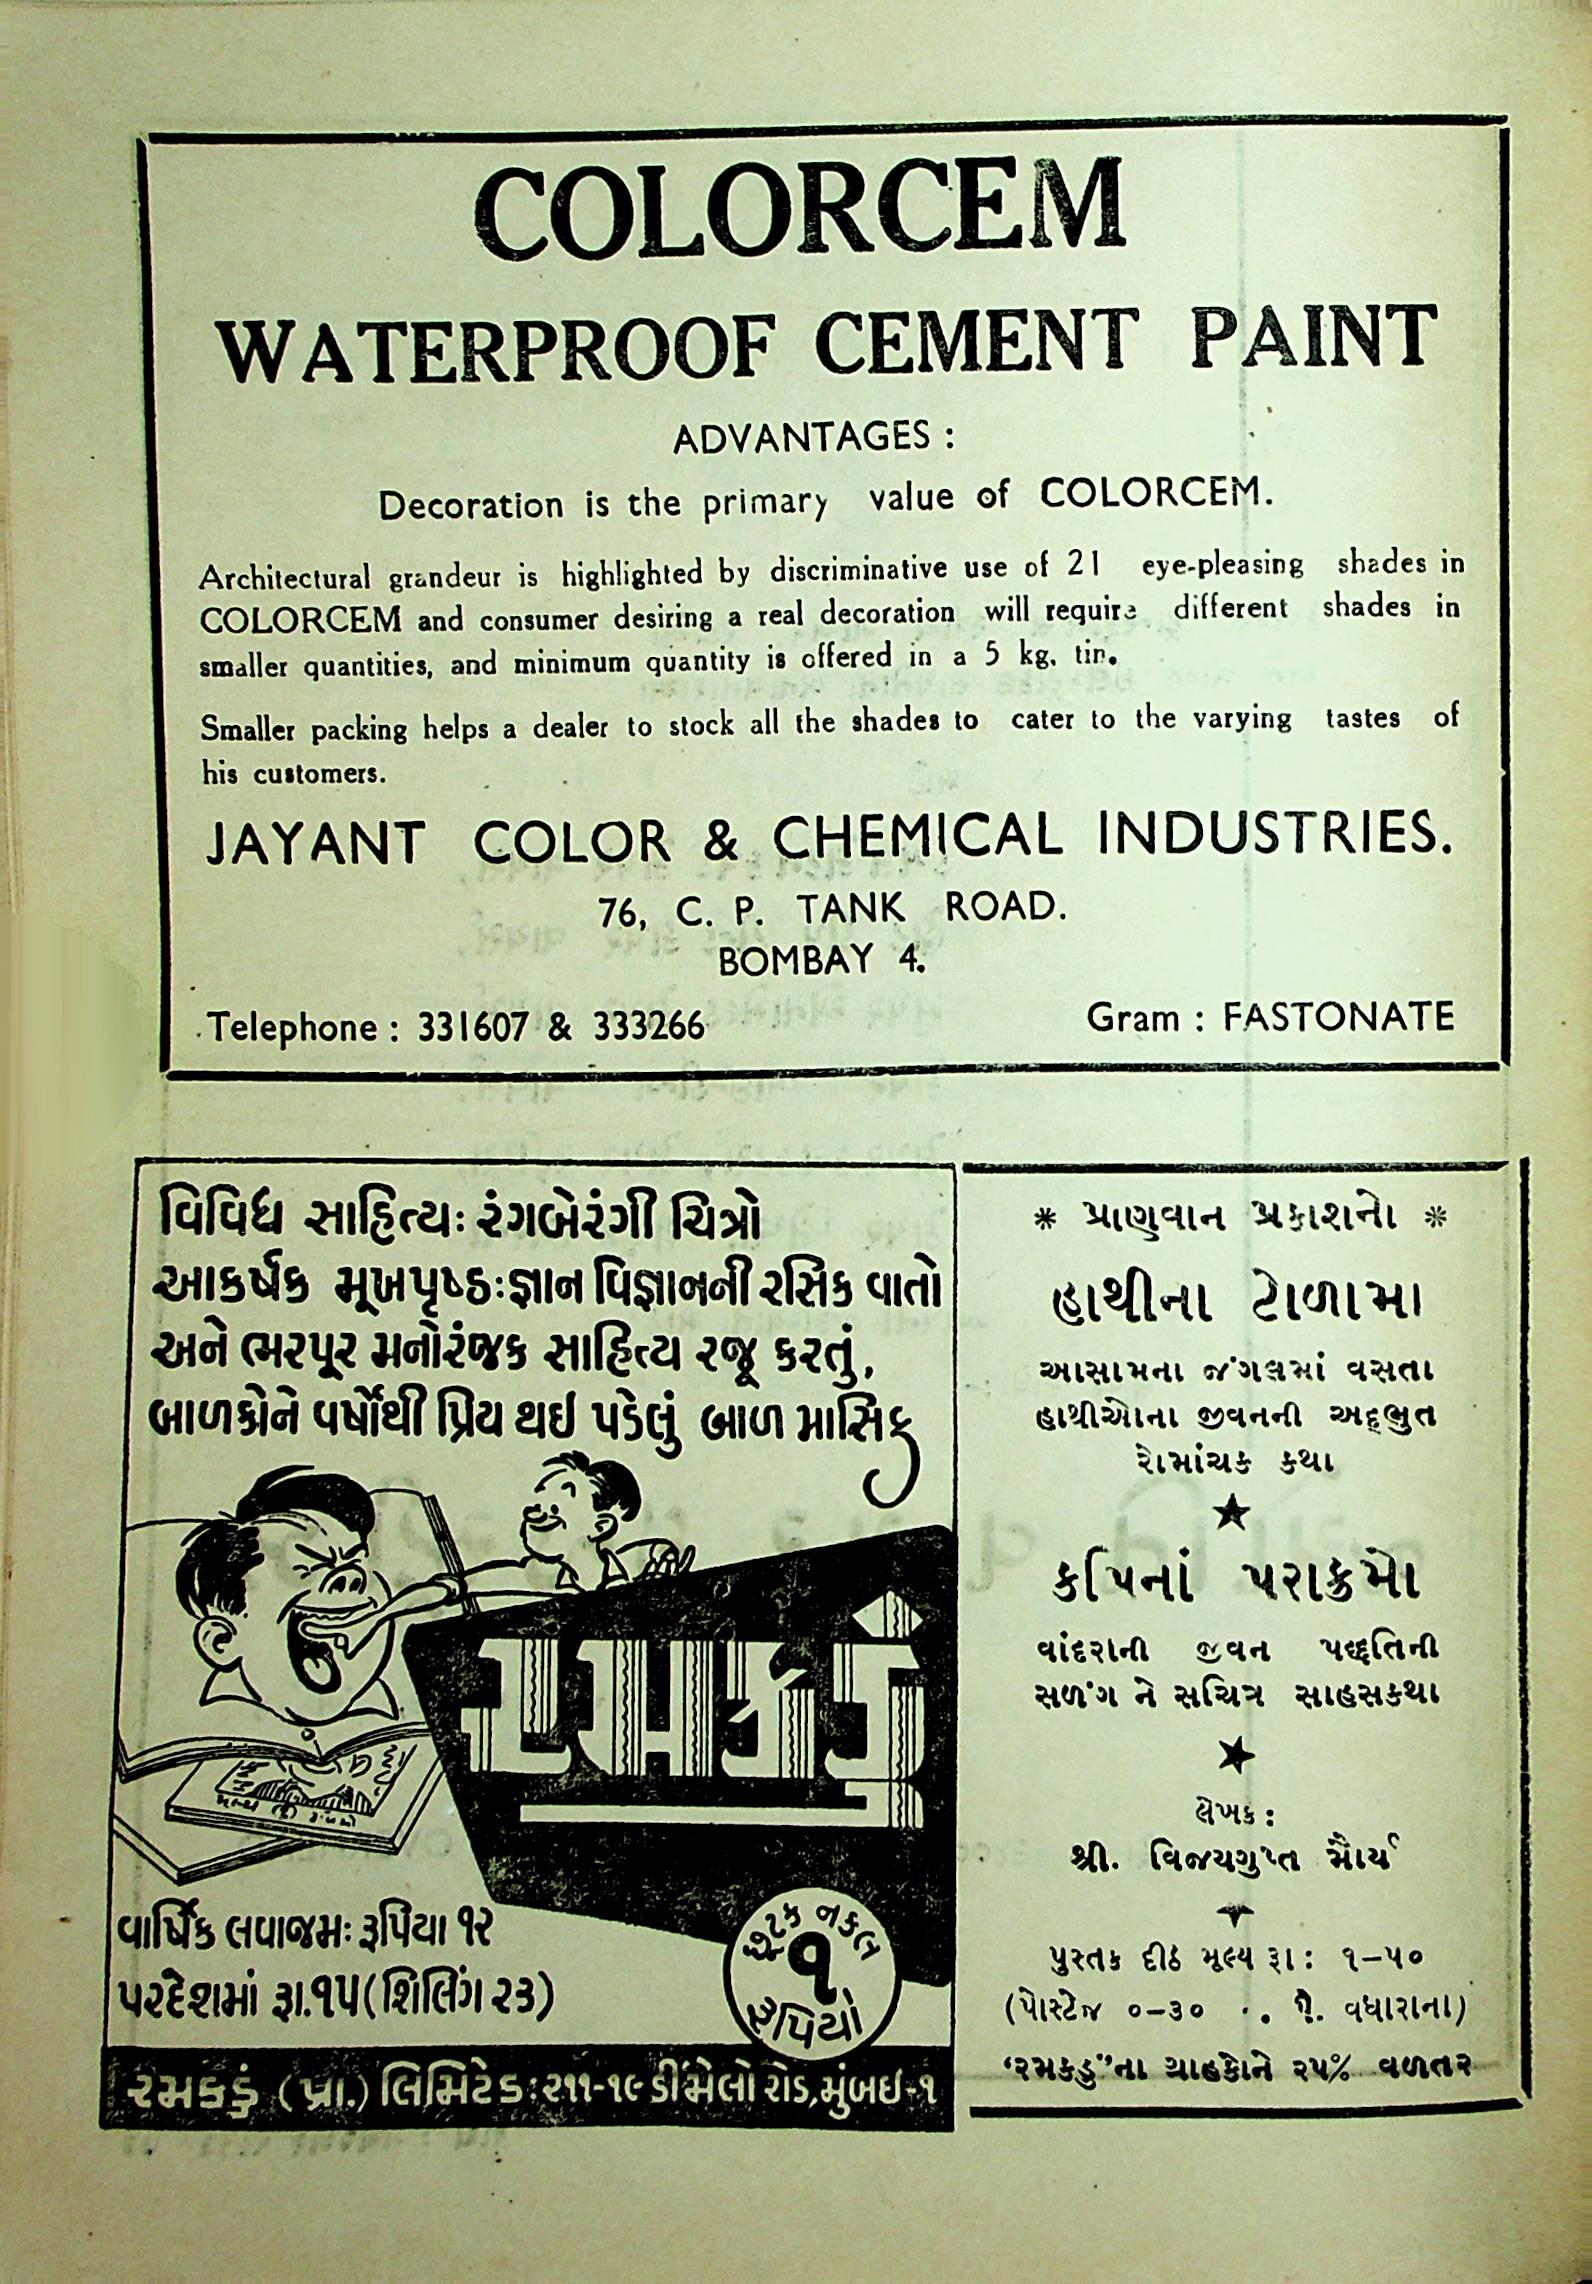 COLORCEM
WATERPROOF CEMENT PAINT
ADVANTAGES :
Decoration is the primary value of COLORCEM.
Architectural grandeur is highlighted by discriminative use of 21 eye-pleasing shades in
COLORCEM and consumer desiring a real decoration will require different shades in
smaller quantities, and minimum quantity is offered in a 5 kg. tin.
Smaller packing helps a dealer to stock all the shades to cater to the varying tastes of
his customers.
JAYANT COLOR & CHEMICAL INDUSTRIES.
76, C. P. TANK ROAD.
BOMBAY 4.
Telephone : 331607 & 333266
Gram : FASTONATE
વિવિધ સાહિત્ય: રંગબેરંગી ચિત્રો
આકર્ષક મૂખપૃષ્ઠ:જ્ઞાન વિજ્ઞાનની રસિક વાતો
અને ભરપૂર મનોરંજક સાહિત્ય રજૂ કરતું,
બાળકોને વર્ષોથી પ્રિય થઇ પડેલું બાળ માસિક
રમકડું
વાર્ષિક લવાજમ: રૂપિયા ૧૨
પરદેશમાં રૂા.૧૫(શિલિંગ ૨૩)
છૂટક નકલ
૧
રૂપિયો
રમકડું (પ્રા.) લિમિટેડ:૨૧૧-૧૯ ડીમેલો રોડ,મુંબઇ-૧
* પ્રાણવાન પ્રકાશનો *
હાથીના ટોળામા
આસામના જંગલમાં વસતા
હાથીઓના જીવનની અદ્ભુત
રોમાંચક કથા
★
કપિનાં પરાક્રમો
વાંદરાની જીવન પદ્ધતિની
સળંગ ને સચિત્ર સાહસકથા
★
લેખક :
શ્રી. વિજયગુપ્ત મૌર્ય
પુસ્તક દીઠ મૂલ્ય રૂા : ૧–૫૦
(પોસ્ટેજ ૦–૩૦ પૈ. વધારાના)
‘રમકડુ”ના ગ્રાહકોને ૨૫% વળતર